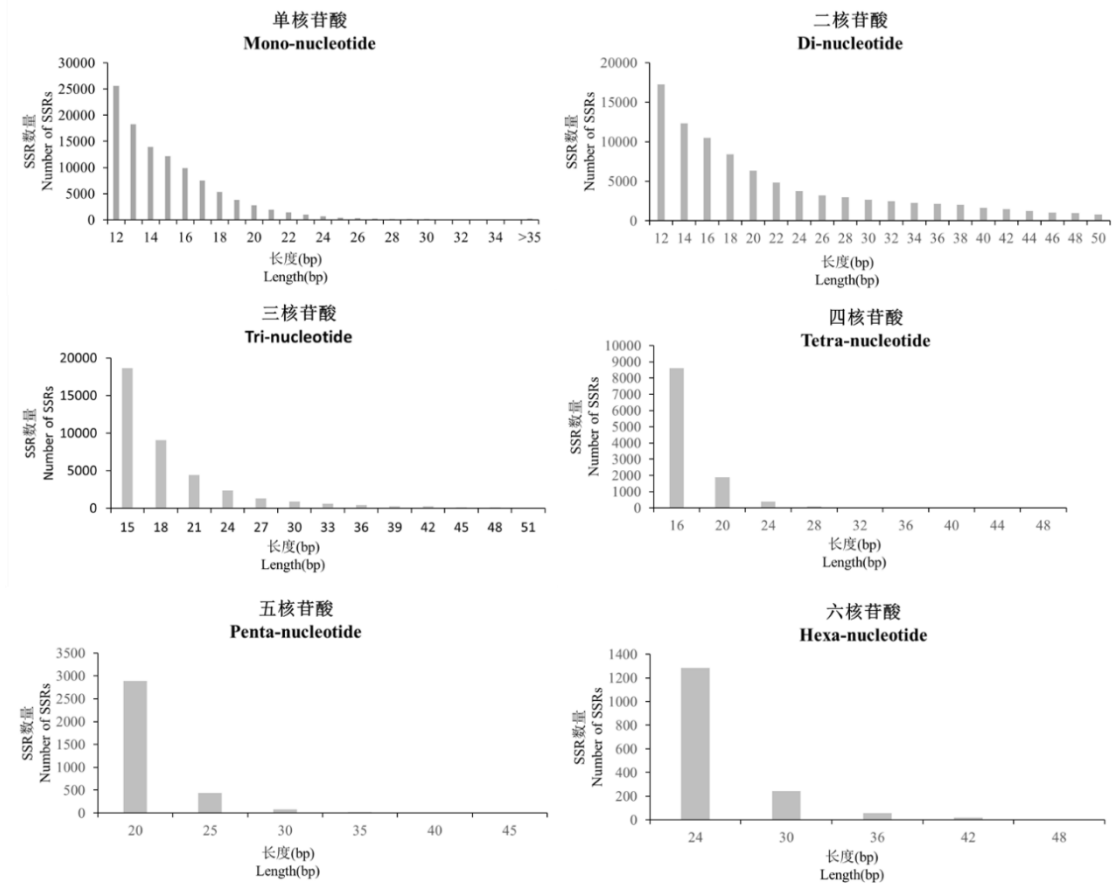 单核苷酸
Mono-nucleotide
SSR数量
Number of SSRs
30000
25000
20000
15000
10000
5000
0
12 14 16 18 20 22 24 26 28 30 32 34 >35
长度(bp)
Length(bp)
二核苷酸
Di-nucleotide
SSR数量
Number of SSRs
20000
15000
10000
5000
0
12 14 16 18 20 22 24 26 28 30 32 34 36 38 40 42 44 46 48 50
长度(bp)
Length(bp)
三核苷酸
Tri-nucleotide
SSR数量
Number of SSRs
20000
15000
10000
5000
0
15 18 21 24 27 30 33 36 39 42 45 48 51
长度(bp)
Length(bp)
四核苷酸
Tetra-nucleotide
SSR数量
Number of SSRs
10000
9000
8000
7000
6000
5000
4000
3000
2000
1000
0
16 20 24 28 32 36 40 44 48
长度(bp)
Length(bp)
五核苷酸
Penta-nucleotide
SSR数量
Number of SSRs
3500
3000
2500
2000
1500
1000
500
0
20 25 30 35 40 45
长度(bp)
Length(bp)
六核苷酸
Hexa-nucleotide
SSR数量
Number of SSRs
1400
1200
1000
800
600
400
200
0
24 30 36 42 48
长度(bp)
Length(bp)